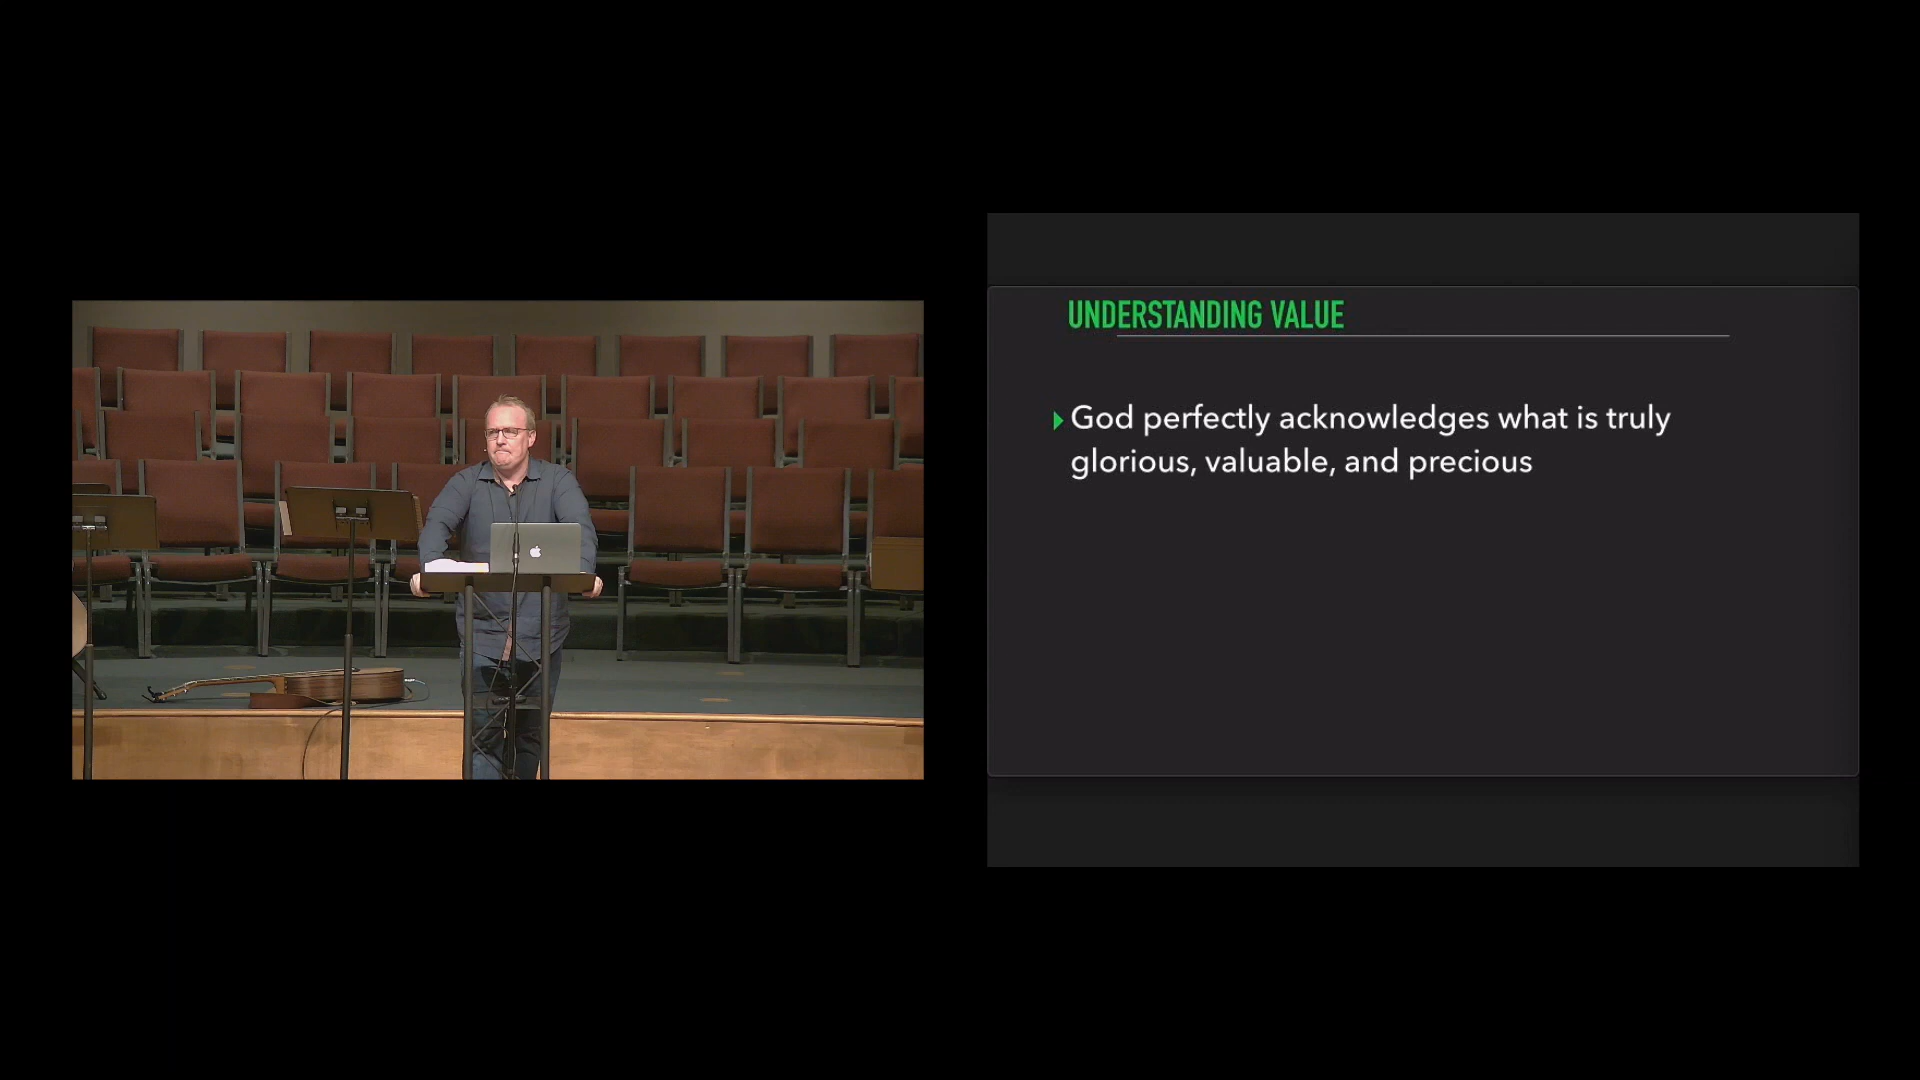 UNDERSTANDING VALUE
God perfectly acknowledges what is truly
glorious, valuable, and precious